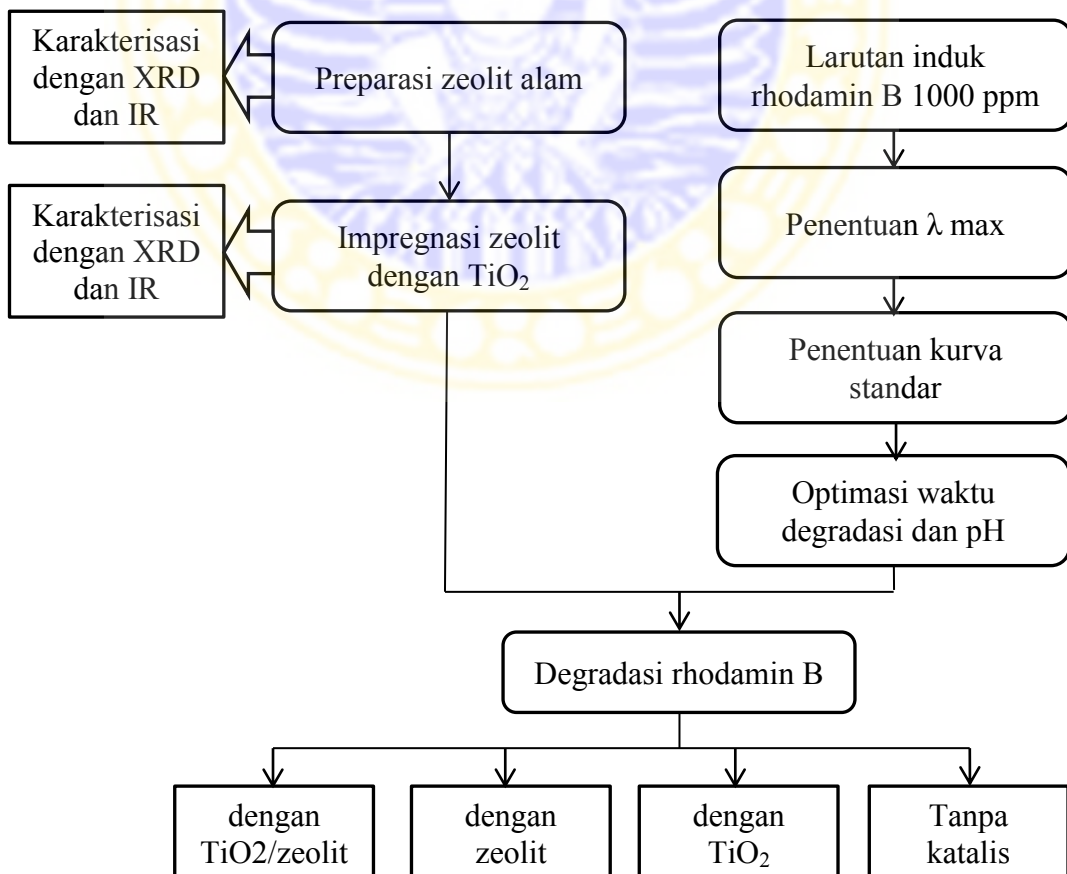 Karakterisasi
dengan XRD
dan IR
Preparasi zeolit alam
Larutan induk
rhodamin B 1000 ppm
Karakterisasi
dengan XRD
dan IR
Impregnasi zeolit
dengan TiO₂
Penentuan λ max
Penentuan kurva
standar
Optimasi waktu
degradasi dan pH
Degradasi rhodamin B
dengan
TiO2/zeolit
dengan
zeolit
dengan
TiO₂
Tanpa
katalis